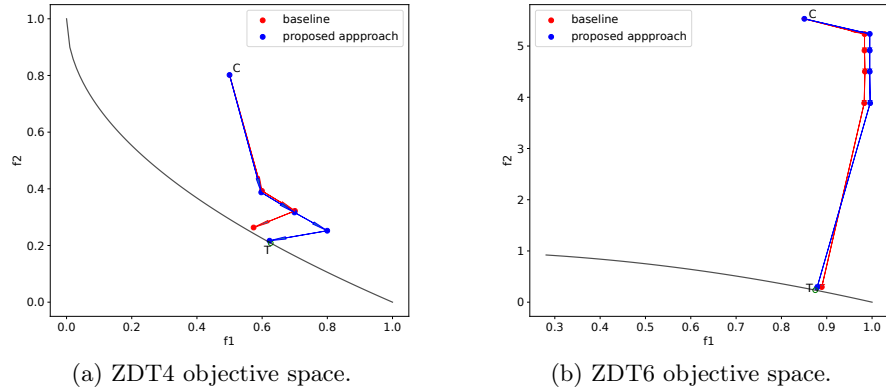 baseline
proposed appproach
C
T
f2
1.0
0.8
0.6
0.4
0.2
0.0
0.0
0.2
0.4
0.6
0.8
1.0
f1
(a) ZDT4 objective space.
baseline
proposed appproach
C
T
f2
5
4
3
2
1
0
0.3
0.4
0.5
0.6
0.7
0.8
0.9
1.0
f1
(b) ZDT6 objective space.